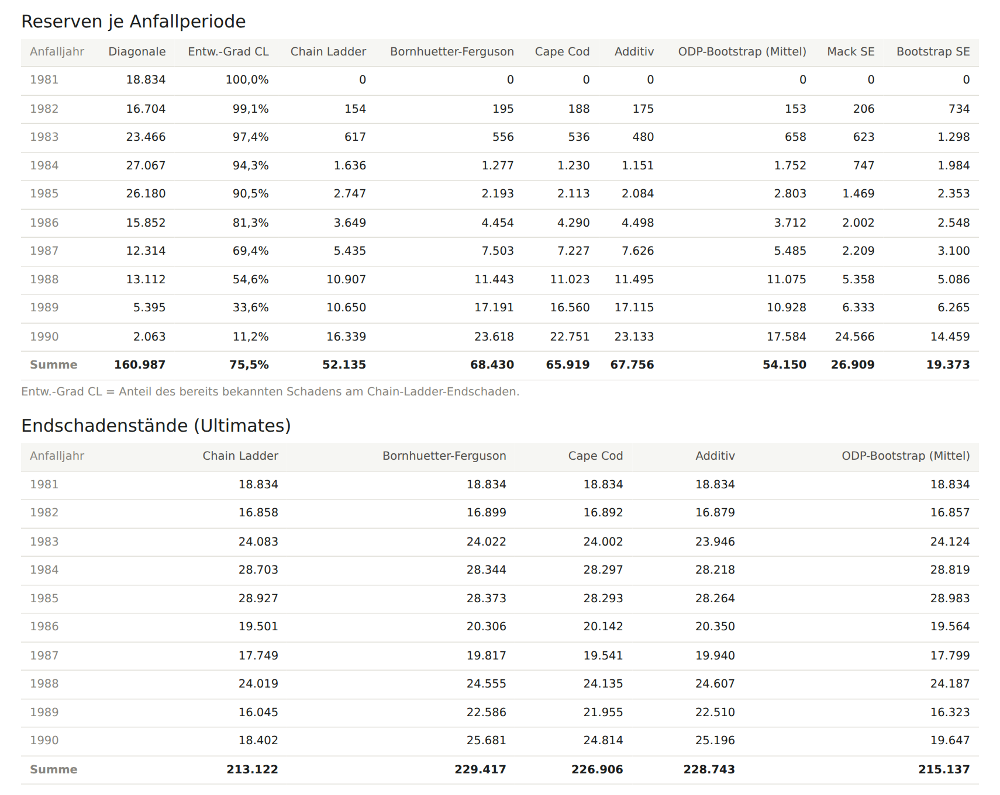 Reserven je Anfallperiode
Anfalljahr Diagonale Entw.-Grad CL Chain Ladder Bornhuetter-Ferguson Cape Cod Additiv ODP-Bootstrap (Mittel) Mack SE Bootstrap SE
1981 18.834 100,0% 0 0 0 0 0 0 0
1982 16.704 99,1% 154 195 188 175 153 206 734
1983 23.466 97,4% 617 556 536 480 658 623 1.298
1984 27.067 94,3% 1.636 1.277 1.230 1.151 1.752 747 1.984
1985 26.180 90,5% 2.747 2.193 2.113 2.084 2.803 1.469 2.353
1986 15.852 81,3% 3.649 4.454 4.290 4.498 3.712 2.002 2.548
1987 12.314 69,4% 5.435 7.503 7.227 7.626 5.485 2.209 3.100
1988 13.112 54,6% 10.907 11.443 11.023 11.495 11.075 5.358 5.086
1989 5.395 33,6% 10.650 17.191 16.560 17.115 10.928 6.333 6.265
1990 2.063 11,2% 16.339 23.618 22.751 23.133 17.584 24.566 14.459
Summe 160.987 75,5% 52.135 68.430 65.919 67.756 54.150 26.909 19.373
Entw.-Grad CL = Anteil des bereits bekannten Schadens am Chain-Ladder-Endschaden.
Endschadenstände (Ultimates)
Anfalljahr Chain Ladder Bornhuetter-Ferguson Cape Cod Additiv ODP-Bootstrap (Mittel)
1981 18.834 18.834 18.834 18.834 18.834
1982 16.858 16.899 16.892 16.879 16.857
1983 24.083 24.022 24.002 23.946 24.124
1984 28.703 28.344 28.297 28.218 28.819
1985 28.927 28.373 28.293 28.264 28.983
1986 19.501 20.306 20.142 20.350 19.564
1987 17.749 19.817 19.541 19.940 17.799
1988 24.019 24.555 24.135 24.607 24.187
1989 16.045 22.586 21.955 22.510 16.323
1990 18.402 25.681 24.814 25.196 19.647
Summe 213.122 229.417 226.906 228.743 215.137